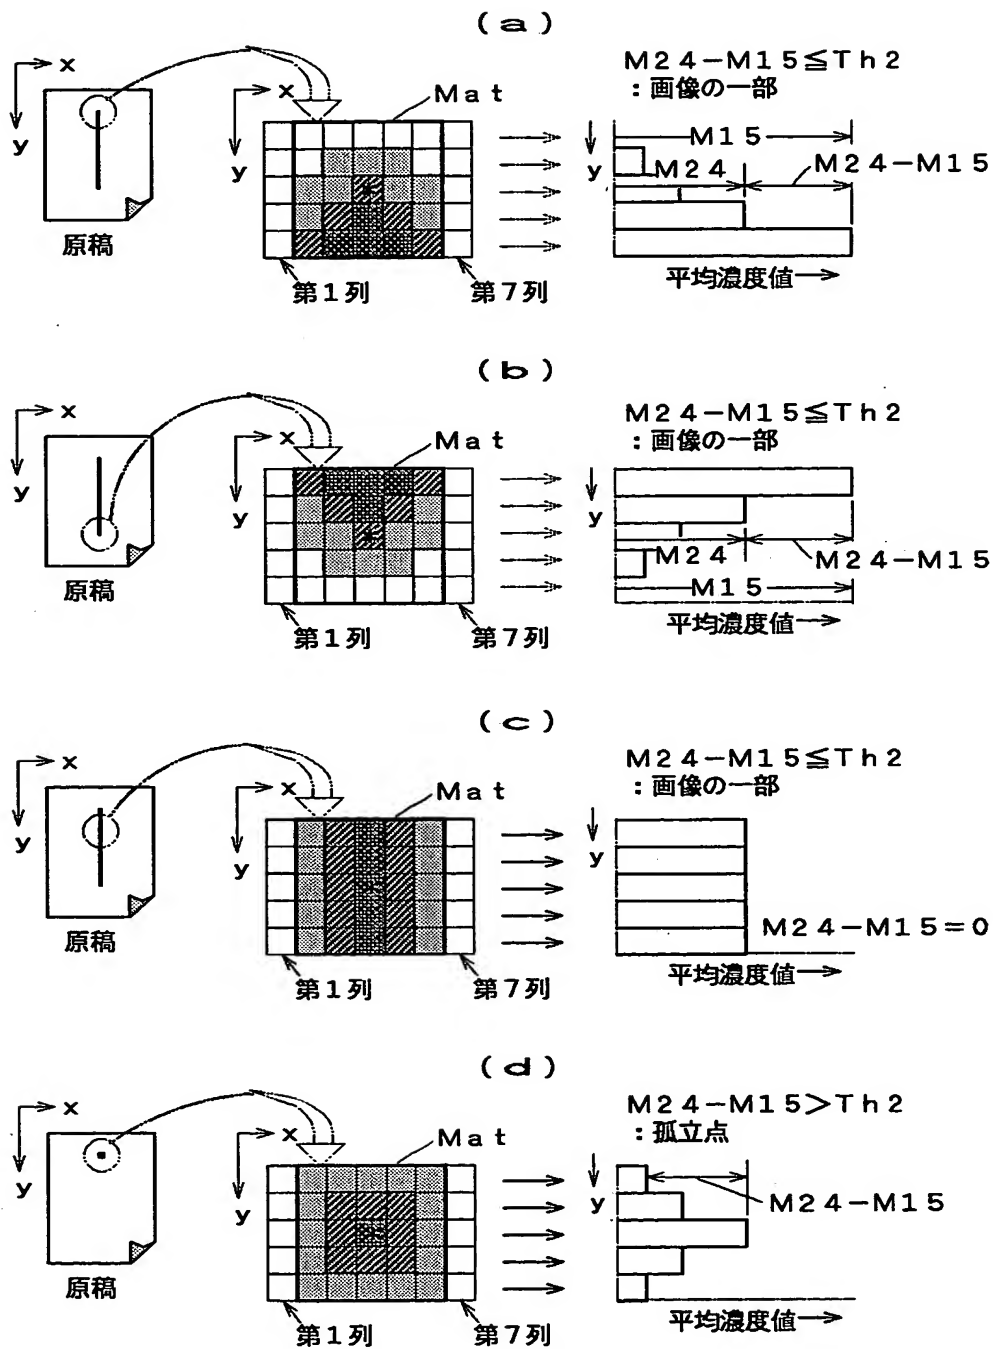 (a)
x
y
原稿
x
y
Mat
第1列
第7列
M24-M15≦Th2
:画像の一部
y
M15
M24
M24-M15
平均濃度値
(b)
x
y
原稿
x
y
Mat
第1列
第7列
M24-M15≦Th2
:画像の一部
y
M24
M24-M15
M15
平均濃度値
(c)
x
y
原稿
x
y
Mat
第1列
第7列
M24-M15≦Th2
:画像の一部
y
M24-M15=0
平均濃度値
(d)
x
y
原稿
x
y
Mat
第1列
第7列
M24-M15>Th2
:孤立点
y
M24-M15
平均濃度値